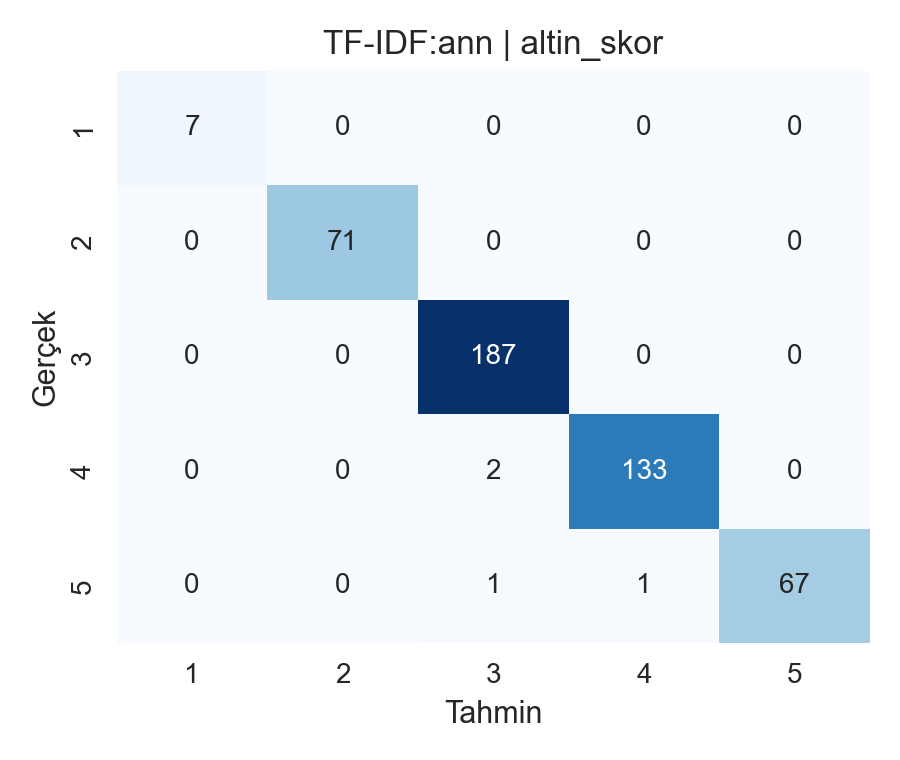 TF-IDF:ann | altin_skor
1 7 0 0 0 0
2 0 71 0 0 0
3 0 0 187 0 0
4 0 0 2 133 0
5 0 0 1 1 67
Gerçek
1 2 3 4 5
Tahmin